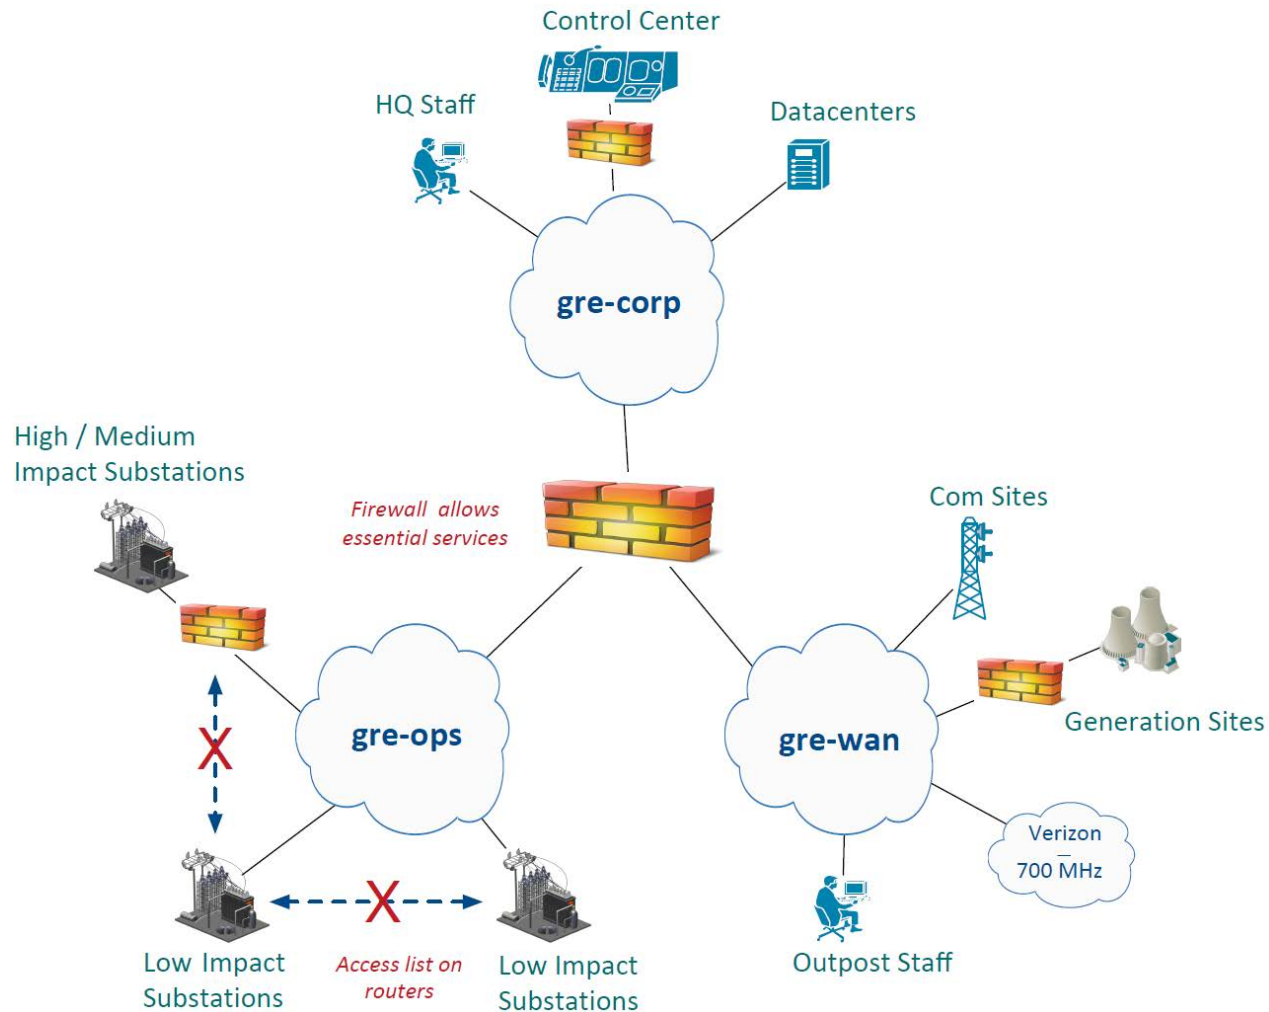 Control Center
HQ Staff
Datacenters
gre-corp
High / Medium
Impact Substations
Firewall allows
essential services
Com Sites
gre-ops
gre-wan
Generation Sites
Verizon
700 MHz
X
X
Low Impact
Substations
Access list on
routers
Low Impact
Substations
Outpost Staff